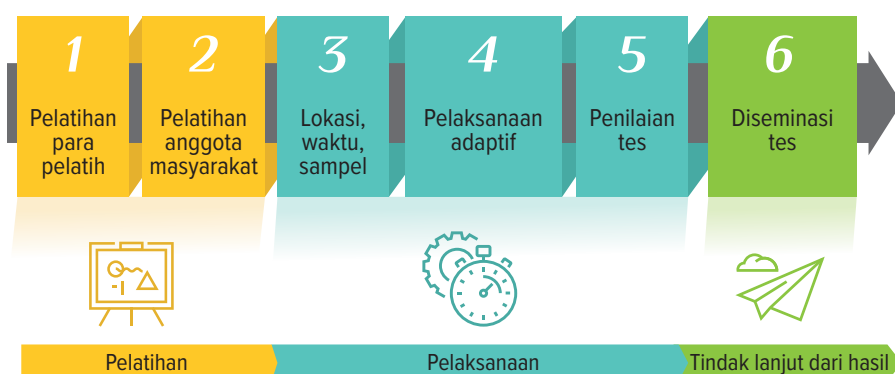 1
Pelatihan
para
pelatih
2
Pelatihan
anggota
masyarakat
3
Lokasi,
waktu,
sampel
4
Pelaksanaan
adaptif
5
Penilaian
tes
6
Diseminasi
tes
Pelatihan
Pelaksanaan
Tindak lanjut dari hasil